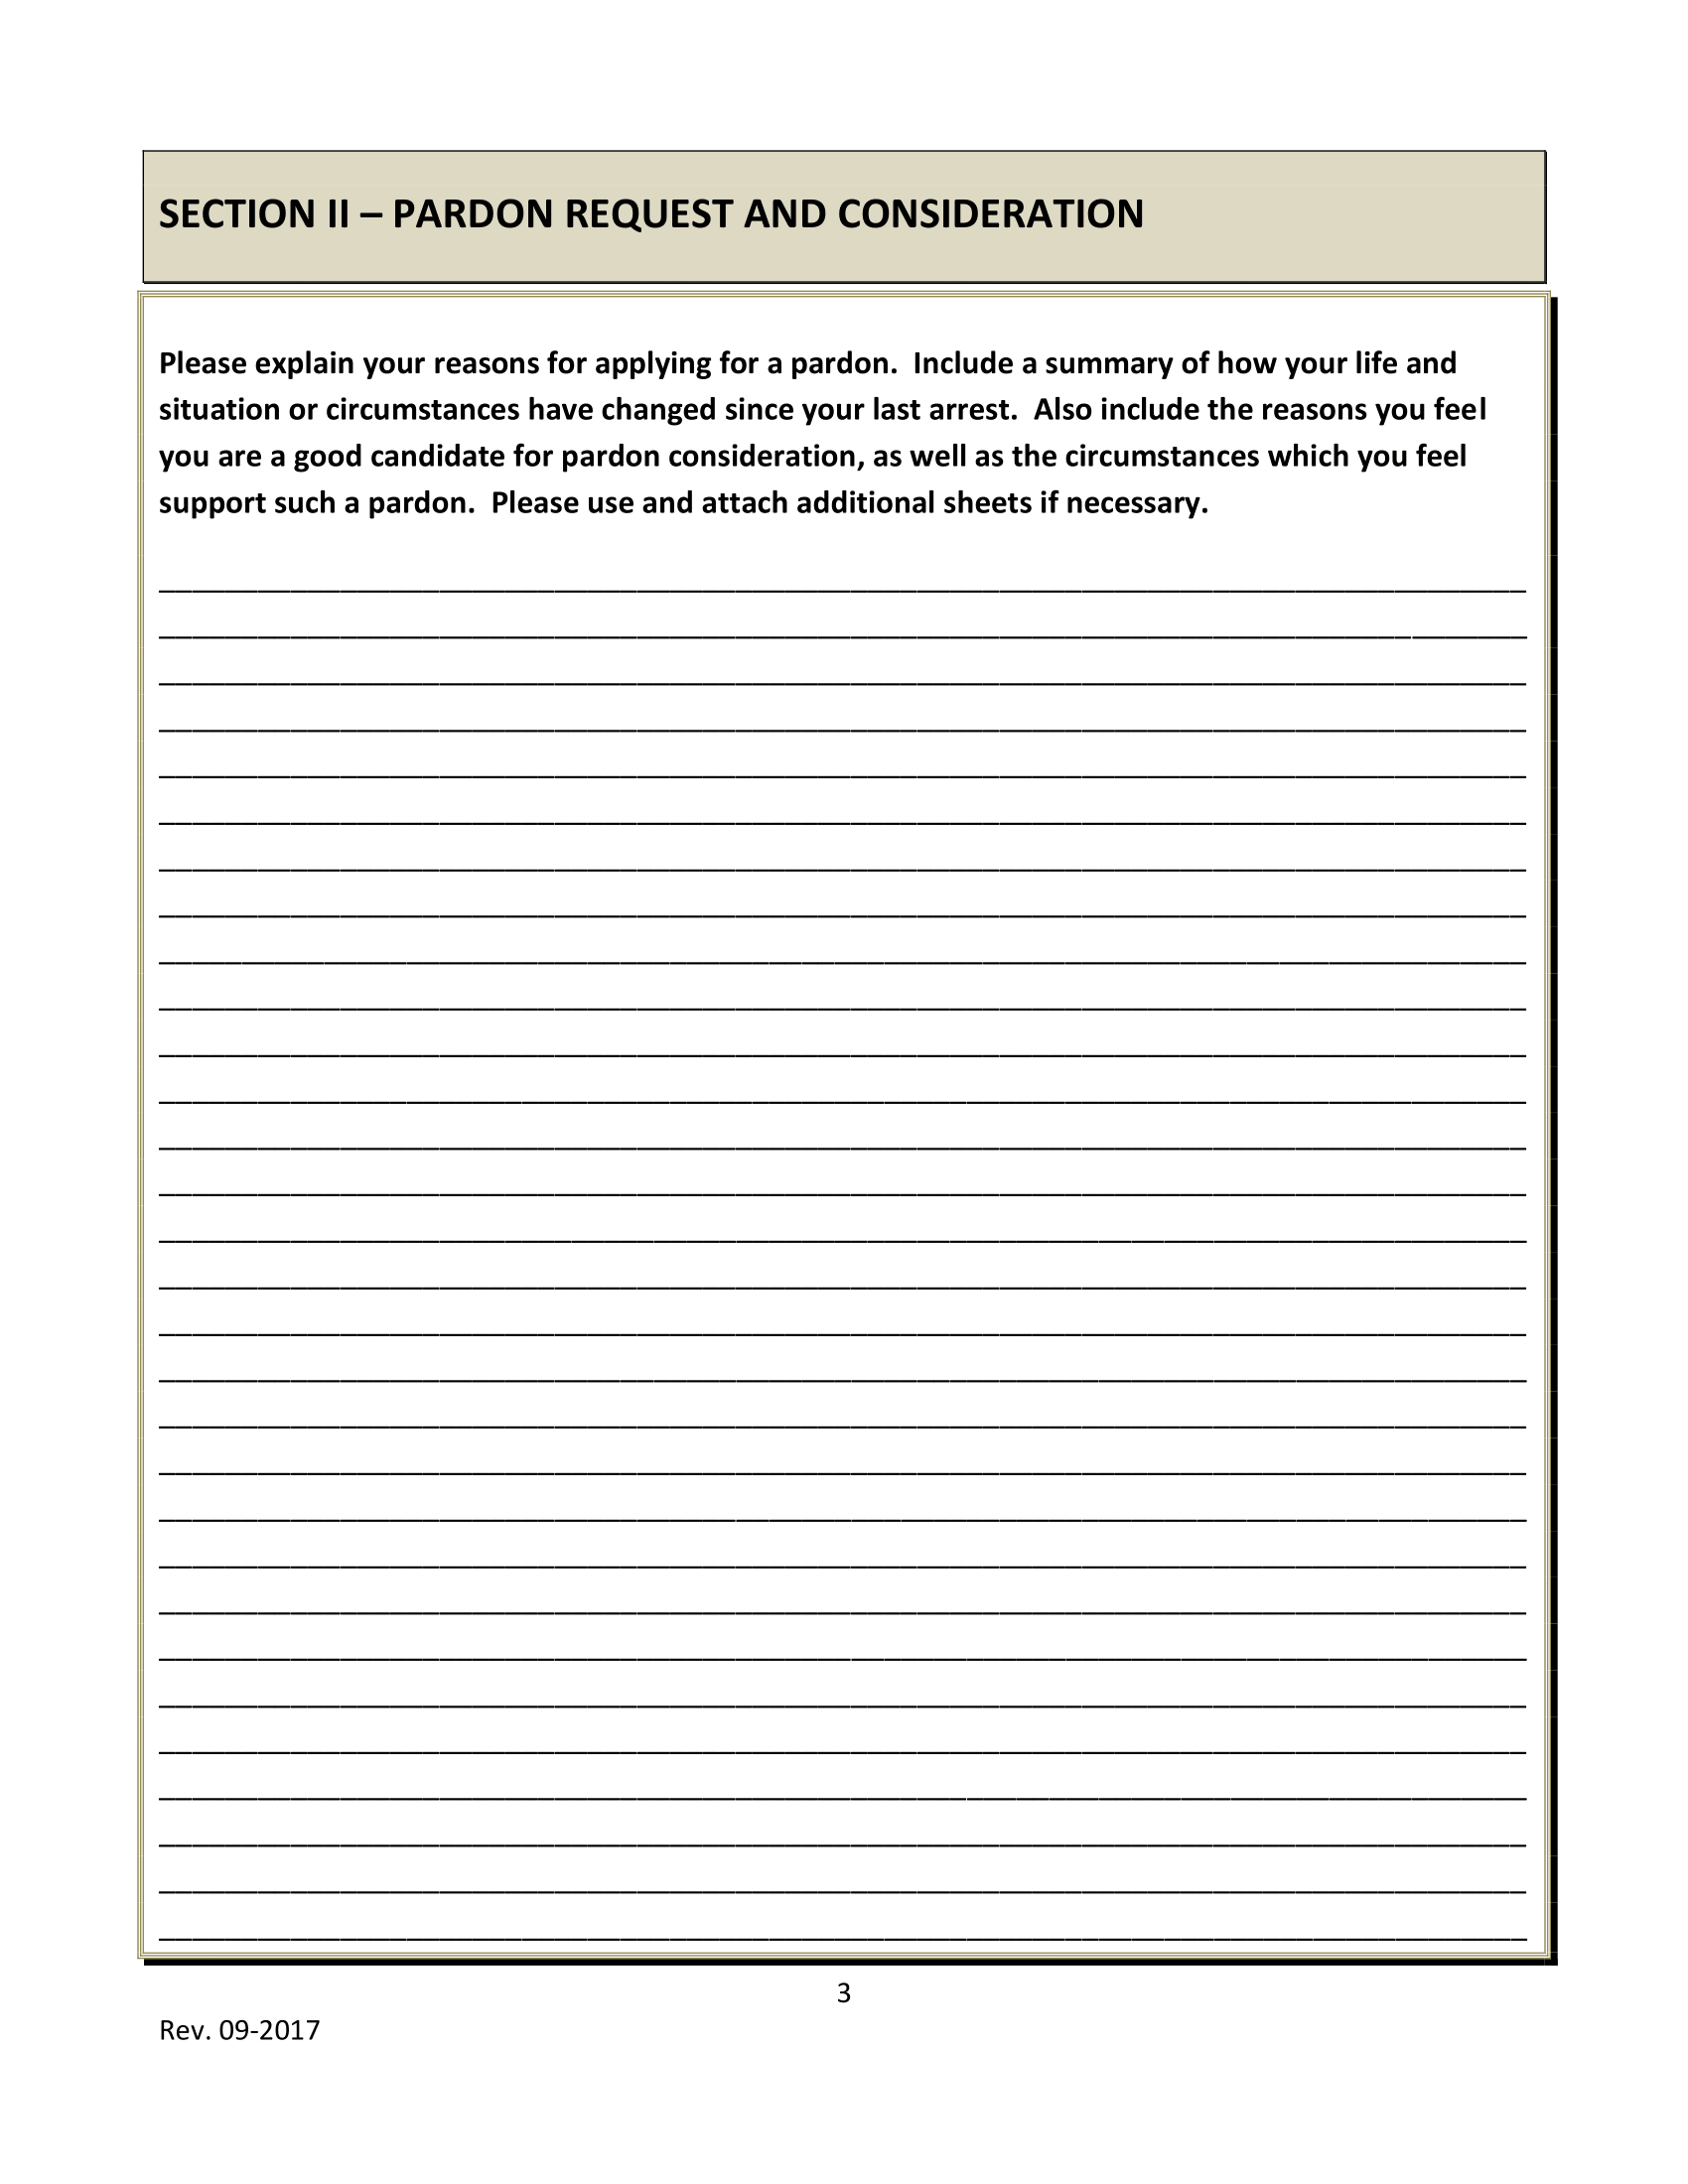 SECTION II – PARDON REQUEST AND CONSIDERATION
Please explain your reasons for applying for a pardon.  Include a summary of how your life and
situation or circumstances have changed since your last arrest.  Also include the reasons you feel
you are a good candidate for pardon consideration, as well as the circumstances which you feel
support such a pardon.  Please use and attach additional sheets if necessary.
3
Rev. 09-2017